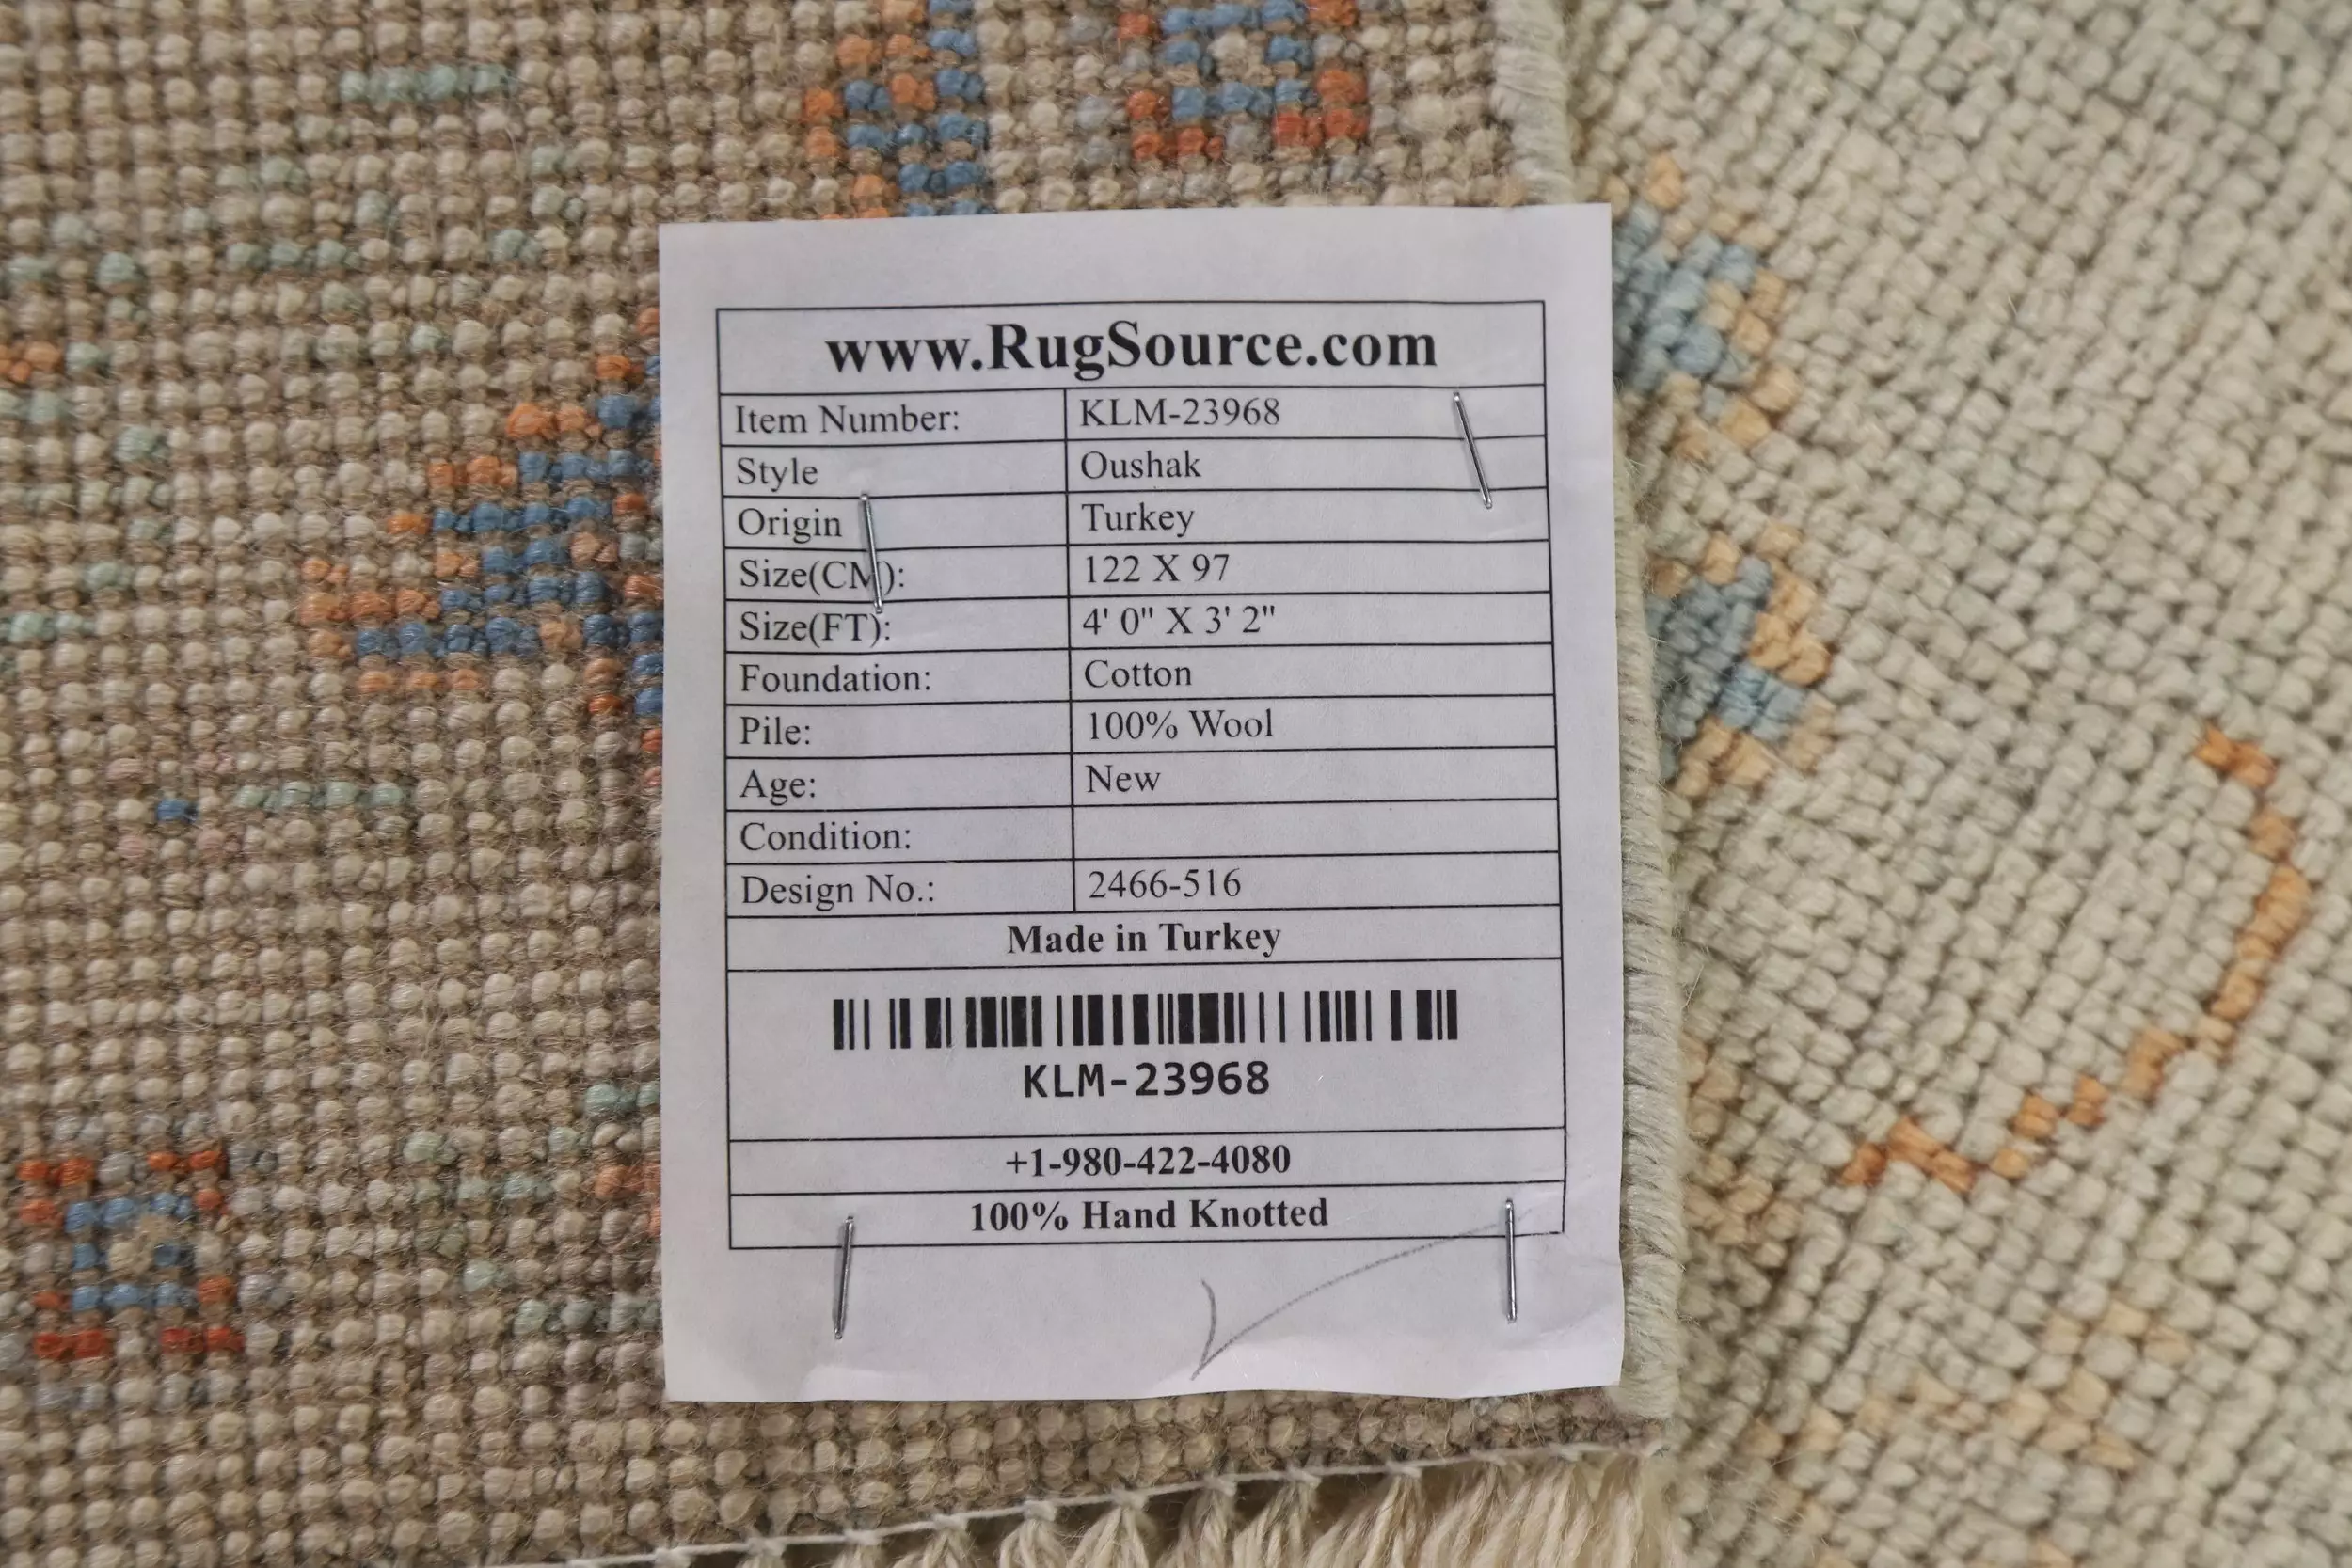 www.RugSource.com
Item Number: KLM-23968
Style Oushak
Origin Turkey
Size(CM): 122 X 97
Size(FT): 4' 0" X 3' 2"
Foundation: Cotton
Pile: 100% Wool
Age: New
Condition:
Design No.: 2466-516
Made in Turkey
KLM-23968
+1-980-422-4080
100% Hand Knotted